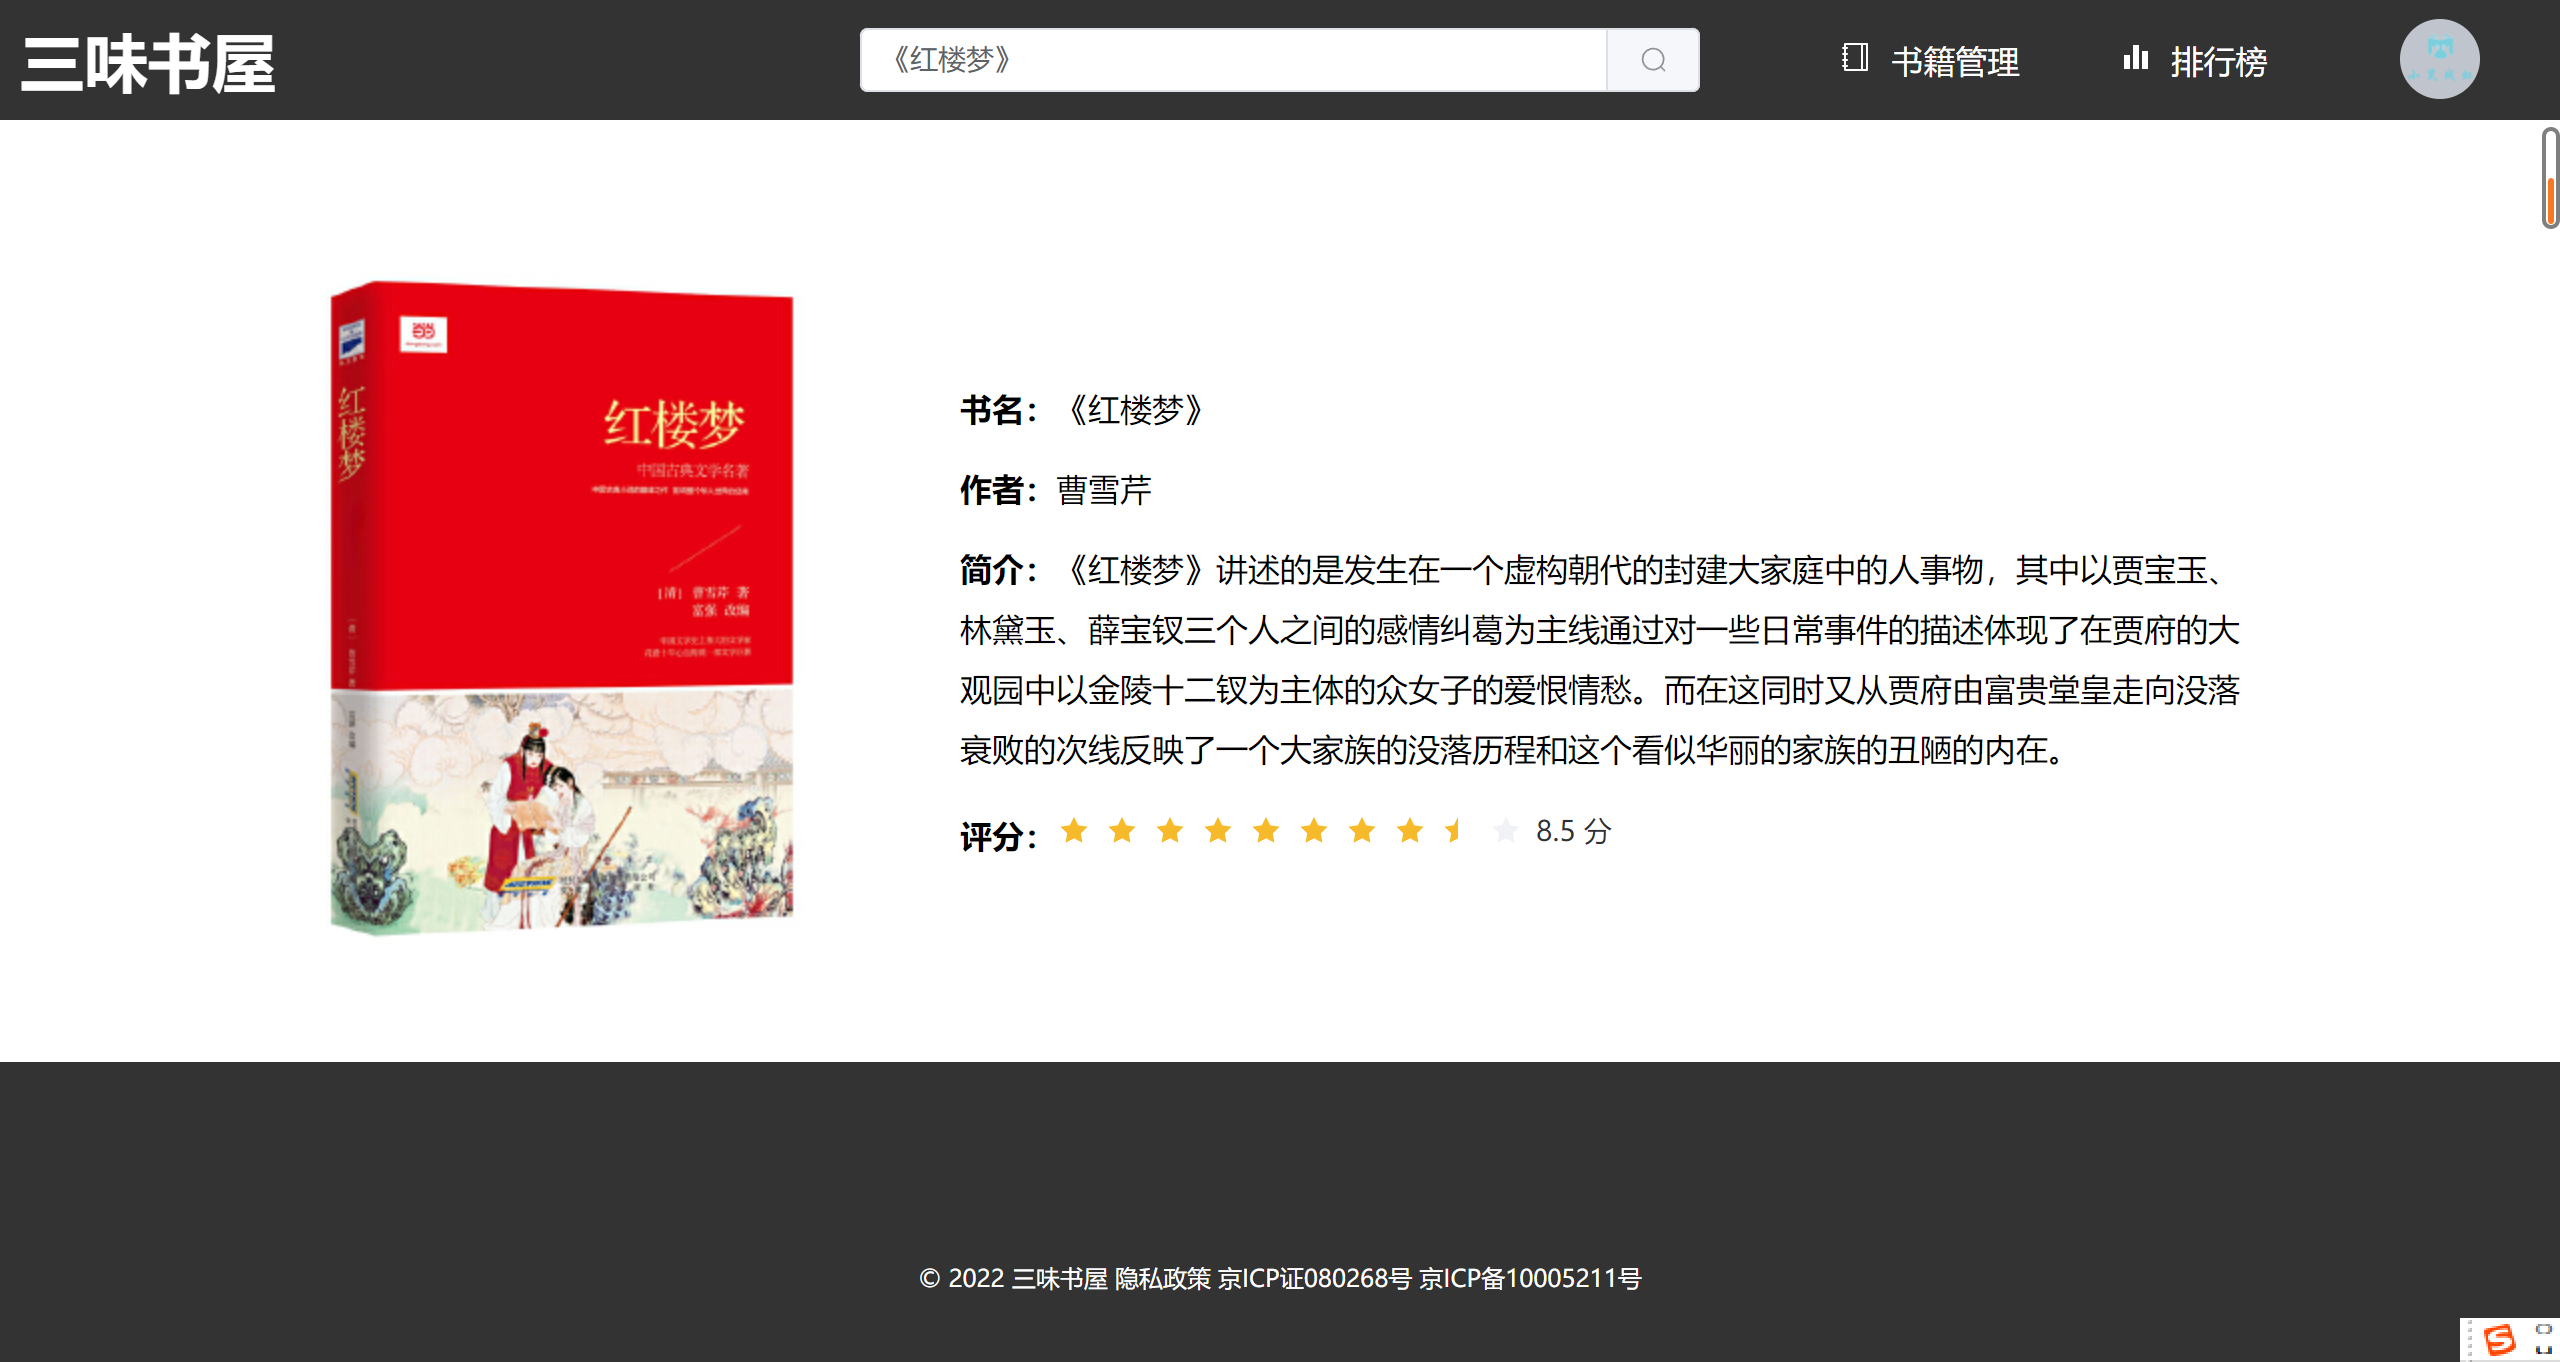 三味书屋
《红楼梦》
书籍管理
排行榜
红楼梦
红楼梦
中国古典文学名著
[清] 曹雪芹 著
富强 改编
书名：《红楼梦》
作者：曹雪芹
简介：《红楼梦》讲述的是发生在一个虚构朝代的封建大家庭中的人事物，其中以贾宝玉、
林黛玉、薛宝钗三个人之间的感情纠葛为主线通过对一些日常事件的描述体现了在贾府的大
观园中以金陵十二钗为主体的众女子的爱恨情愁。而在这同时又从贾府由富贵堂皇走向没落
衰败的次线反映了一个大家族的没落历程和这个看似华丽的家族的丑陋的内在。
评分： 8.5 分
© 2022 三味书屋 隐私政策 京ICP证080268号 京ICP备10005211号